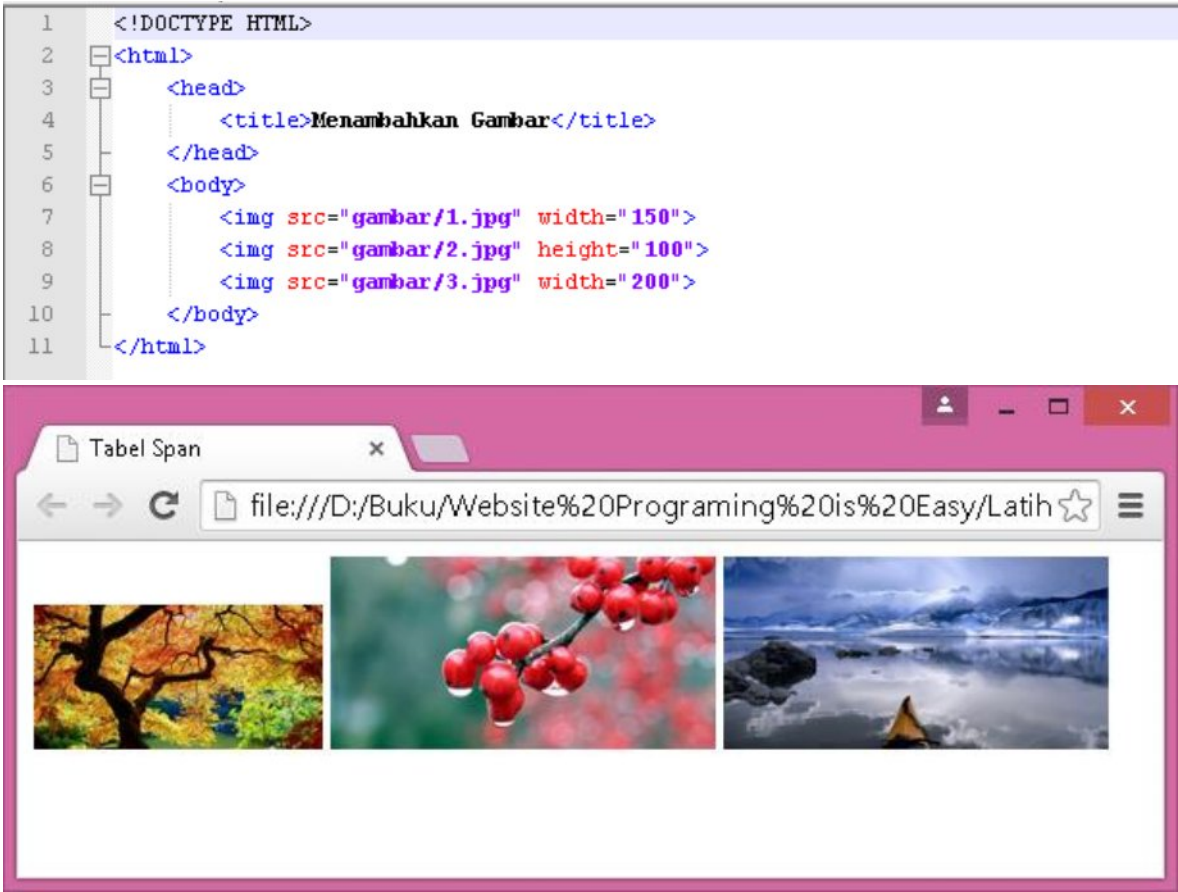 1 <!DOCTYPE HTML>
2 <html>
3 <head>
4 <title>Menambahkan Gambar</title>
5 </head>
6 <body>
7 <img src="gambar/1.jpg" width="150">
8 <img src="gambar/2.jpg" height="100">
9 <img src="gambar/3.jpg" width="200">
10 </body>
11 </html>
Tabel Span
file:///D:/Buku/Website%20Programing%20is%20Easy/Latih